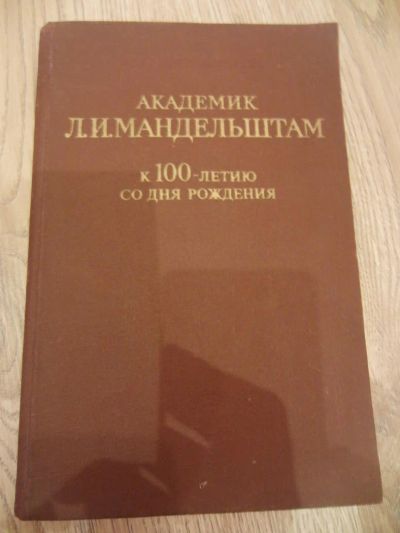 АКАДЕМИК
Л.И.МАНДЕЛЬШТАМ
К 100-ЛЕТИЮ
СО ДНЯ РОЖДЕНИЯ